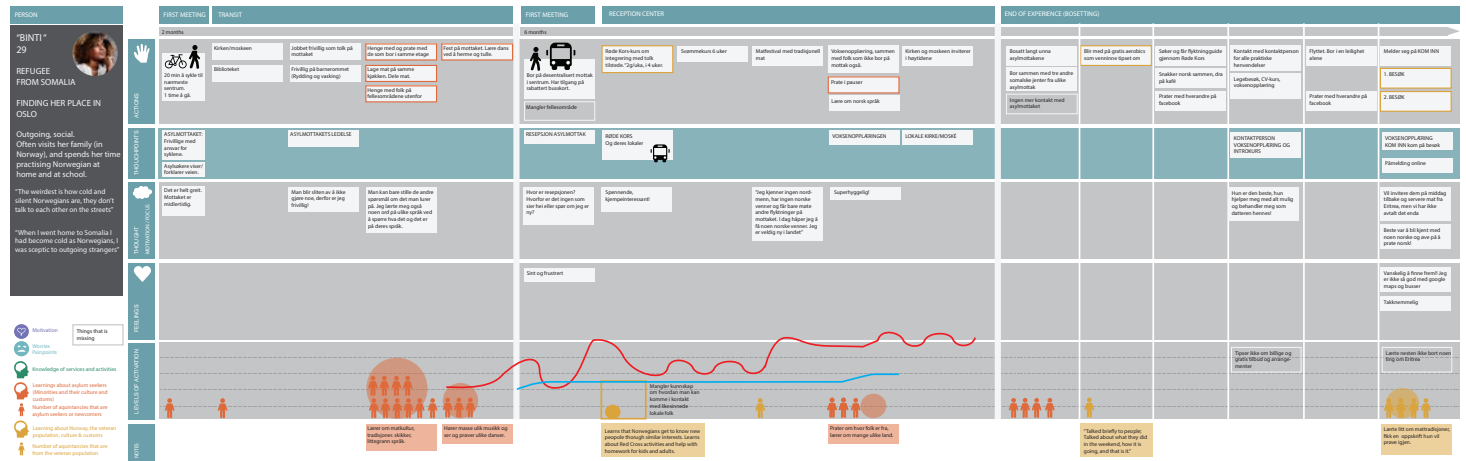 PERSON
FIRST MEETING
TRANSIT
FIRST MEETING
RECEPTION CENTER
END OF EXPERIENCE (BOSETTING)
2 months
6 months
"BINTI"
29
REFUGEE
FROM SOMALIA
FINDING HER PLACE IN
OSLO
Outgoing, social.
Often visits her family (in
Norway), and spends her time
practising Norwegian at
home and at school.
"The weirdest is how cold and
silent Norwegians are, they don't
talk to each other on the streets"
"When I went home to Somalia I
had become cold as Norwegians, I
was sceptic to outgoing strangers"
ACTIONS
20 min å sykle til
nærmeste
sentrum.
1 time å gå.
Kirken/moskeen
Biblioteket
Jobbet frivillig som tolk på
mottaket
Frivillig på barnerommet
(Rydding og vasking)
Henge med og prate med
de som bor i samme etage
Lage mat på samme
kjøkken. Dele mat.
Henge med folk på
fellesområdene utenfor
Fest på mottaket. Lære dans
ved å herme og tulle.
Bor på desentralisert mottak
i sentrum. Har tilgang på
rabattert busskort.
Mangler fellesområde
Røde Kors-kurs om
integrering med tolk
tilstede. "2g/uka, i 4 uker.
Svømmekurs 6 uker
Matfestival med tradisjonell
mat
Voksenopplæring, sammen
med folk som ikke bor på
mottak også.
Prate i pauser
Lære om norsk språk
Kirken og moskeen inviterer
i høytidene
Bosatt langt unna
asylmottakene
Bor sammen med tre andre
somalske jenter fra ulike
asylmottak
Ingen mer kontakt med
asylmottaket
Blir med på gratis aerobics
som venninne tipset om
Søker og får flyktningguide
gjennom Røde Kors
Snakker norsk sammen, dra
på kafé
Prater med hverandre på
facebook
Kontakt med kontaktperson
for alle praktiske
henvendelser
Legebesøk, CV-kurs,
voksenopplæring
Flyttet. Bor i en leilighet
alene
Prater med hverandre på
facebook
Melder seg på KOM INN
1. BESØK
2. BESØK
THOUCHPOINTS
ASYLMOTTAKET:
Frivillige med
ansvar for
syklene.
Asylsøkere viser/
forklarer veien.
ASYLMOTTAKETS LEDELSE
RESEPSJON ASYLMOTTAK
RØDE KORS
Og deres lokaler
VOKSENOPPLÆRINGEN
LOKALE KIRKE/MOSKÉ
KONTAKTPERSON
VOKSENOPPLÆRING OG
INTROKURS
VOKSENOPPLÆRING
KOM INN kom på besøk
Påmelding online
THOUGHT
MOTIVATION / FOCUS
Det er helt greit.
Mottaket er
midlertidig.
Man blir sliten av å ikke
gjøre noe, derfor er jeg
frivillig!
Man kan bare stille de andre
spørsmål om det man lurer
på. Jeg lærte meg også
noen ord på ulike språk ved
å spørre hva det og det er
på deres språk.
Hvor er resepsjonen?
Hvorfor er det ingen som
sier hei eller spør om jeg er
ny?
Spennende,
kjempeinteressant!
"Jeg kjenner ingen nord-
menn, har ingen norske
venner og får bare møte
andre flyktninger på
mottaket. I dag håper jeg å
få noen norske venner. Jeg
er veldig ny i landet"
Superhyggelig!
Hun er den beste, hun
hjelper meg med alt mulig
og behandler meg som
datteren hennes!
Vil invitere dem på middag
tilbake og servere mat fra
Eritrea, men vi har ikke
avtalt det enda
Beste var å bli kjent med
noen norske og øve på å
prate norsk!
FEELINGS
Sint og frustrert
Vanskelig å finne frem!! Jeg
er ikke så god med google
maps og busser
Takknemmelig
LEVELS OF ACTIVATION
Mangler kunnskap
om hvordan man kan
komme i kontakt
med likesinnede
lokale folk
Tipser ikke om billige og
gratis tilbud og arrange-
menter
Lærte nesten ikke bort noen
ting om Eritrea
Motivation
Things that is
missing
Worries
Painpoints
Knowledge of services and activities
Learnings about asylum seekers
(Minorities and their culture and
customs)
Number of aquintancies that are
asylum seekers or newcomers
Learning about Norway, the veteran
population, culture & customs
Number of aquintancies that are
from the veteran population
NOTES
Lærer om matkultur,
tradisjoner, skikker,
littegrann språk.
Hører masse ulik musikk og
ser og prøver ulike danser.
Learns that Norwegians get to know new
peopude thorugh similar interests. Learns
about Red Cross activities and help with
homework for kids and adults.
Prater om hvor folk er fra,
lærer om mange ulike land.
"Talked briefly to people;
Talked about what they did
in the weekend, how it is
going, and that is it."
Lærte litt om mattradisjoner,
fikk en oppskrift hun vil
prøve igjen.